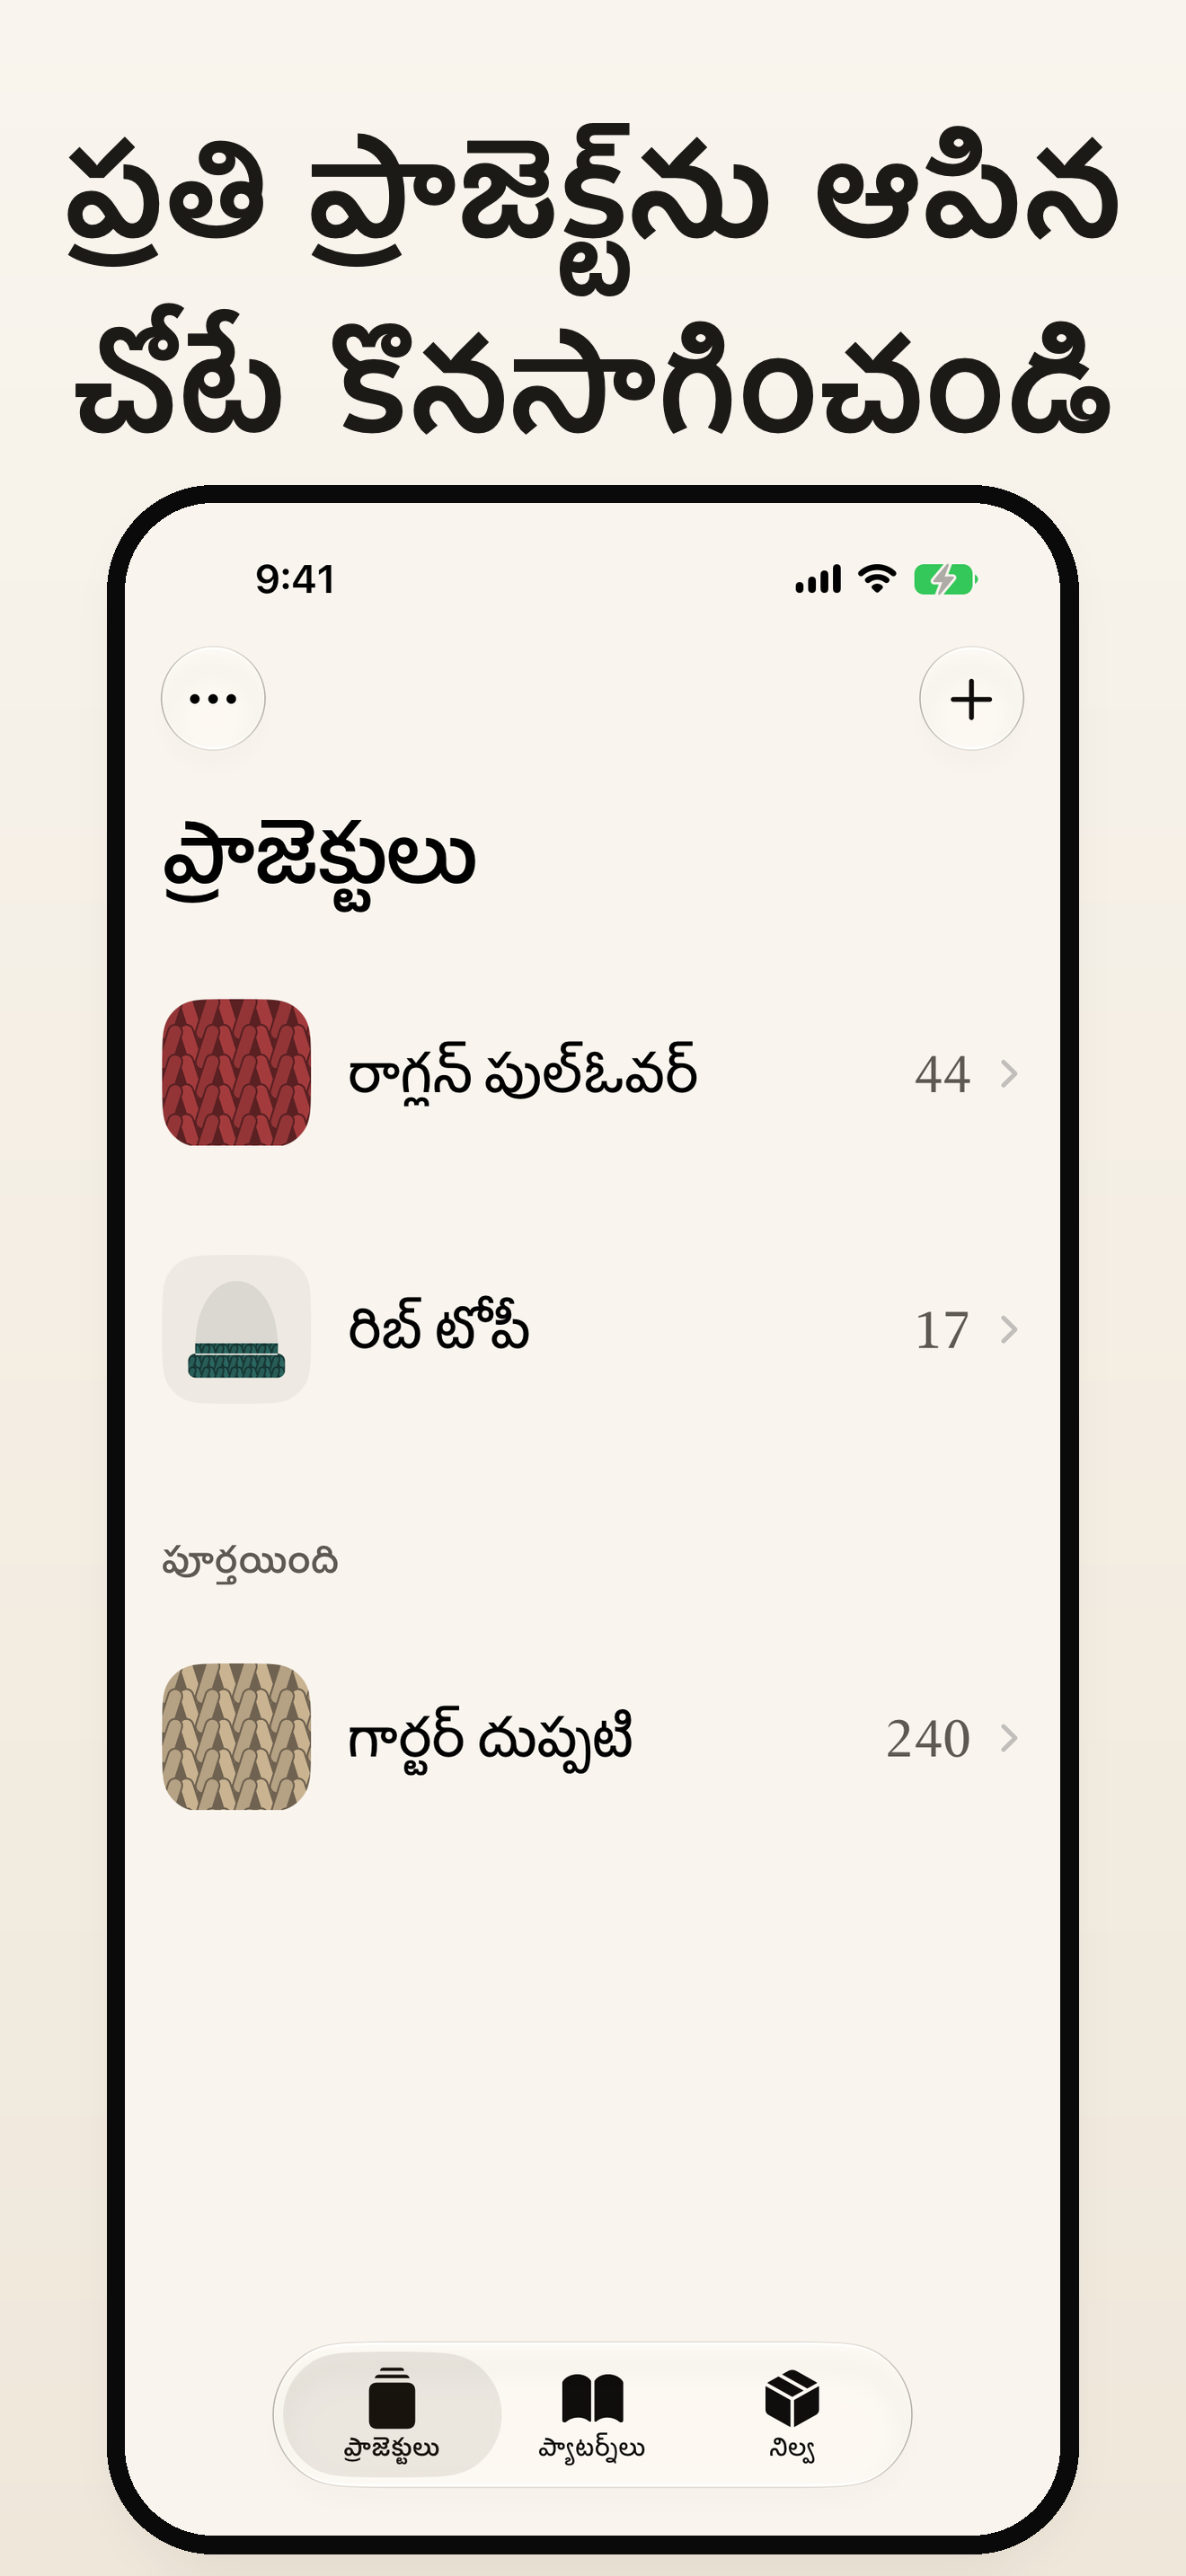 ప్రతి ప్రాజెక్ట్‌ను ఆపిన
చోటే కొనసాగించండి
9:41
ప్రాజెక్టులు
రాగ్లన్ పుల్‌ఓవర్ 44
రిబ్ టోపీ 17
పూర్తయింది
గార్టర్ దుప్పటి 240
ప్రాజెక్టులు ప్యాటర్న్‌లు నిల్వ